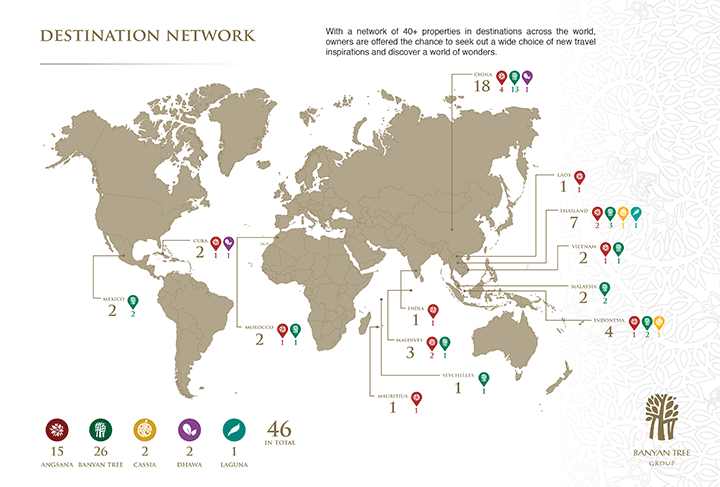 DESTINATION NETWORK
With a network of 40+ properties in destinations across the world,
owners are offered the chance to seek out a wide choice of new travel
inspirations and discover a world of wonders.
CHINA
18
4 13 1
LAOS
1
1
THAILAND
7
2 3 1 1
CUBA
2
1 1
VIETNAM
2
1 1
MALAYSIA
2
2
MEXICO
2
2
INDIA
1
1
INDONESIA
4
1 2 1
MOROCCO
2
1 1
MALDIVES
3
2 1
SEYCHELLES
1
1
MAURITIUS
1
1
15
ANGSANA
26
BANYAN TREE
2
CASSIA
2
DHAWA
1
LAGUNA
46
IN TOTAL
BANYAN TREE
GROUP